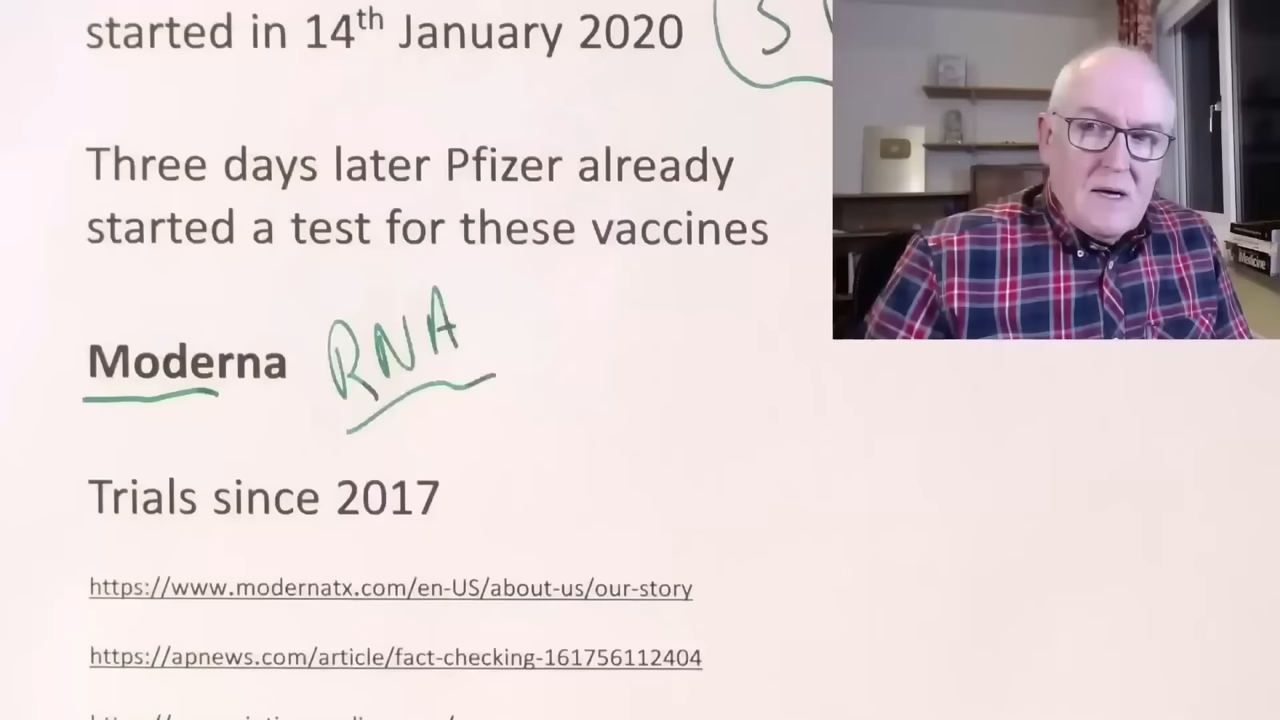 started in 14th January 2020
Three days later Pfizer already
started a test for these vaccines
Moderna RNA
Trials since 2017
https://www.modernatx.com/en-US/about-us/our-story
https://apnews.com/article/fact-checking-161756112404
Medicine